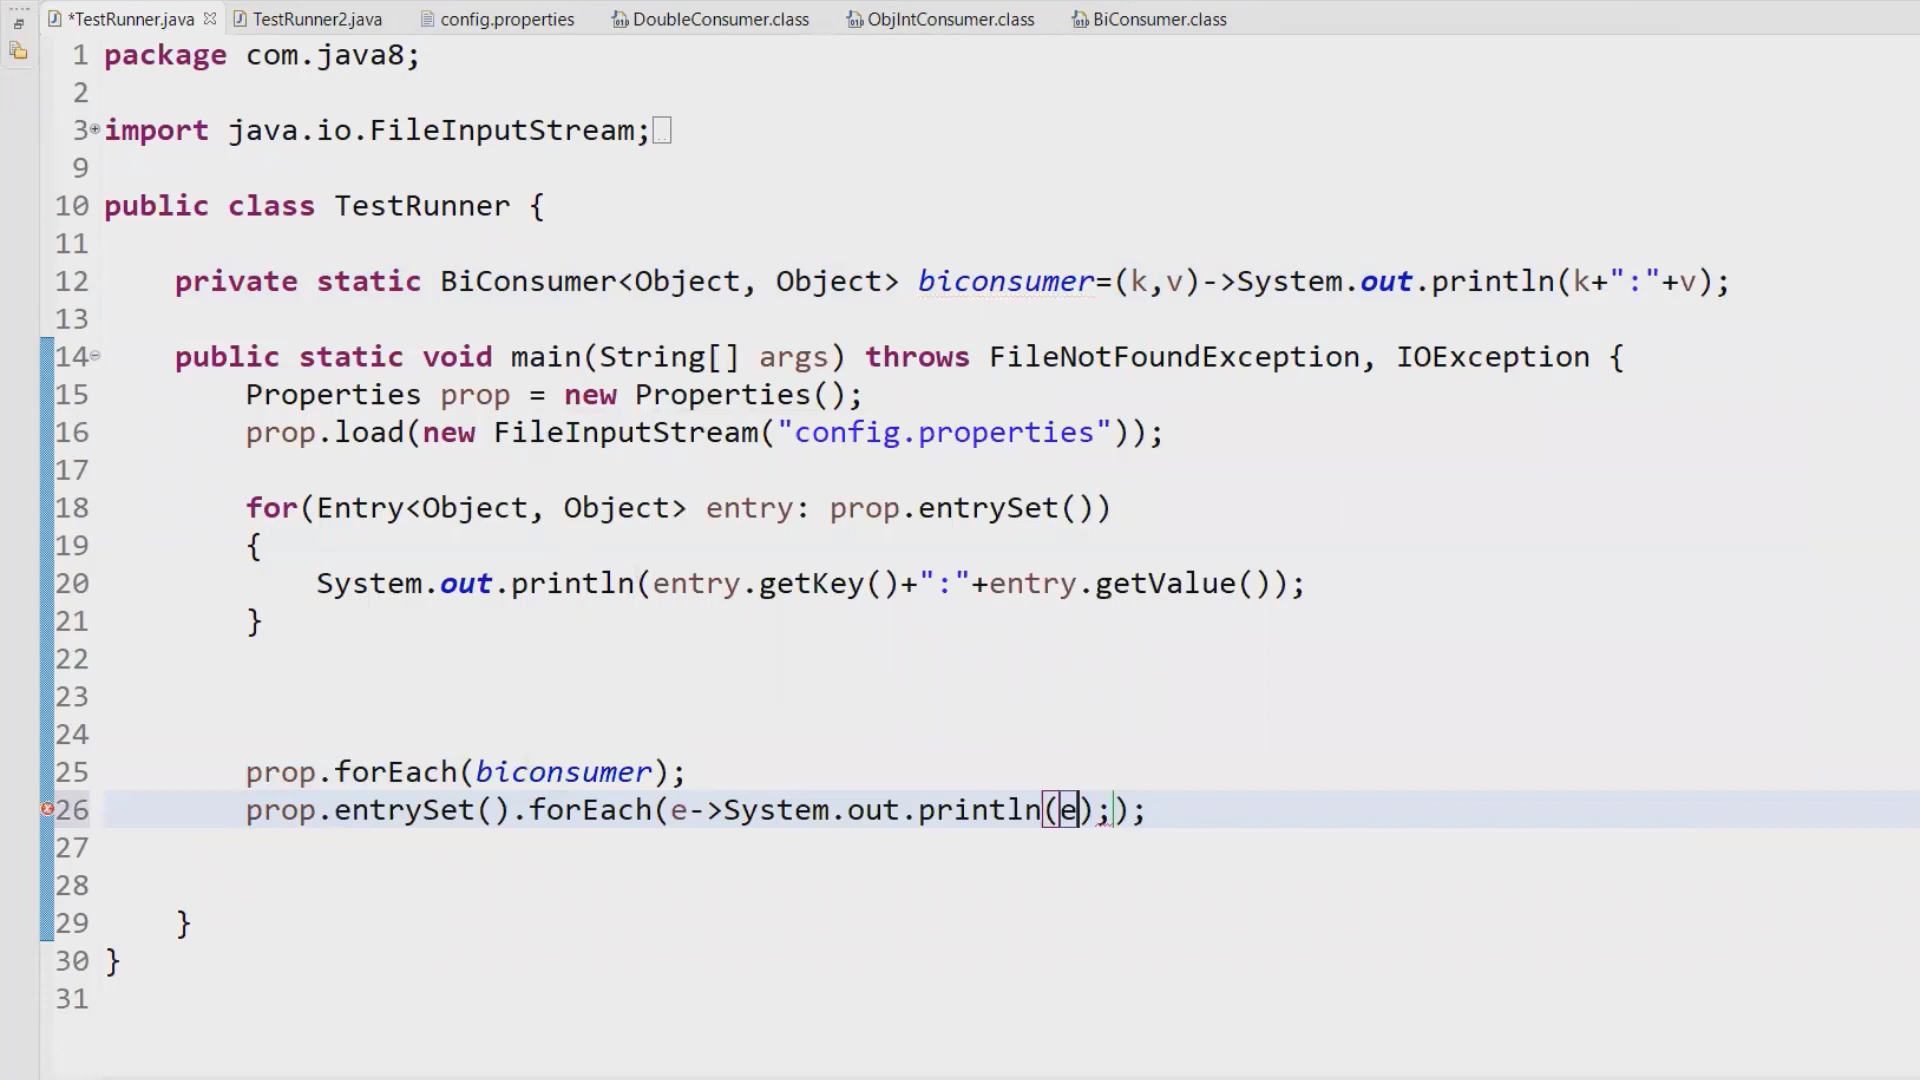 *TestRunner.java TestRunner2.java config.properties DoubleConsumer.class ObjIntConsumer.class BiConsumer.class
1 package com.java8;
2
3 import java.io.FileInputStream;
9
10 public class TestRunner {
11
12 private static BiConsumer<Object, Object> biconsumer=(k,v)->System.out.println(k+":"+v);
13
14 public static void main(String[] args) throws FileNotFoundException, IOException {
15 Properties prop = new Properties();
16 prop.load(new FileInputStream("config.properties"));
17
18 for(Entry<Object, Object> entry: prop.entrySet())
19 {
20 System.out.println(entry.getKey()+":"+entry.getValue());
21 }
22
23
24
25 prop.forEach(biconsumer);
26 prop.entrySet().forEach(e->System.out.println(e););
27
28
29 }
30 }
31